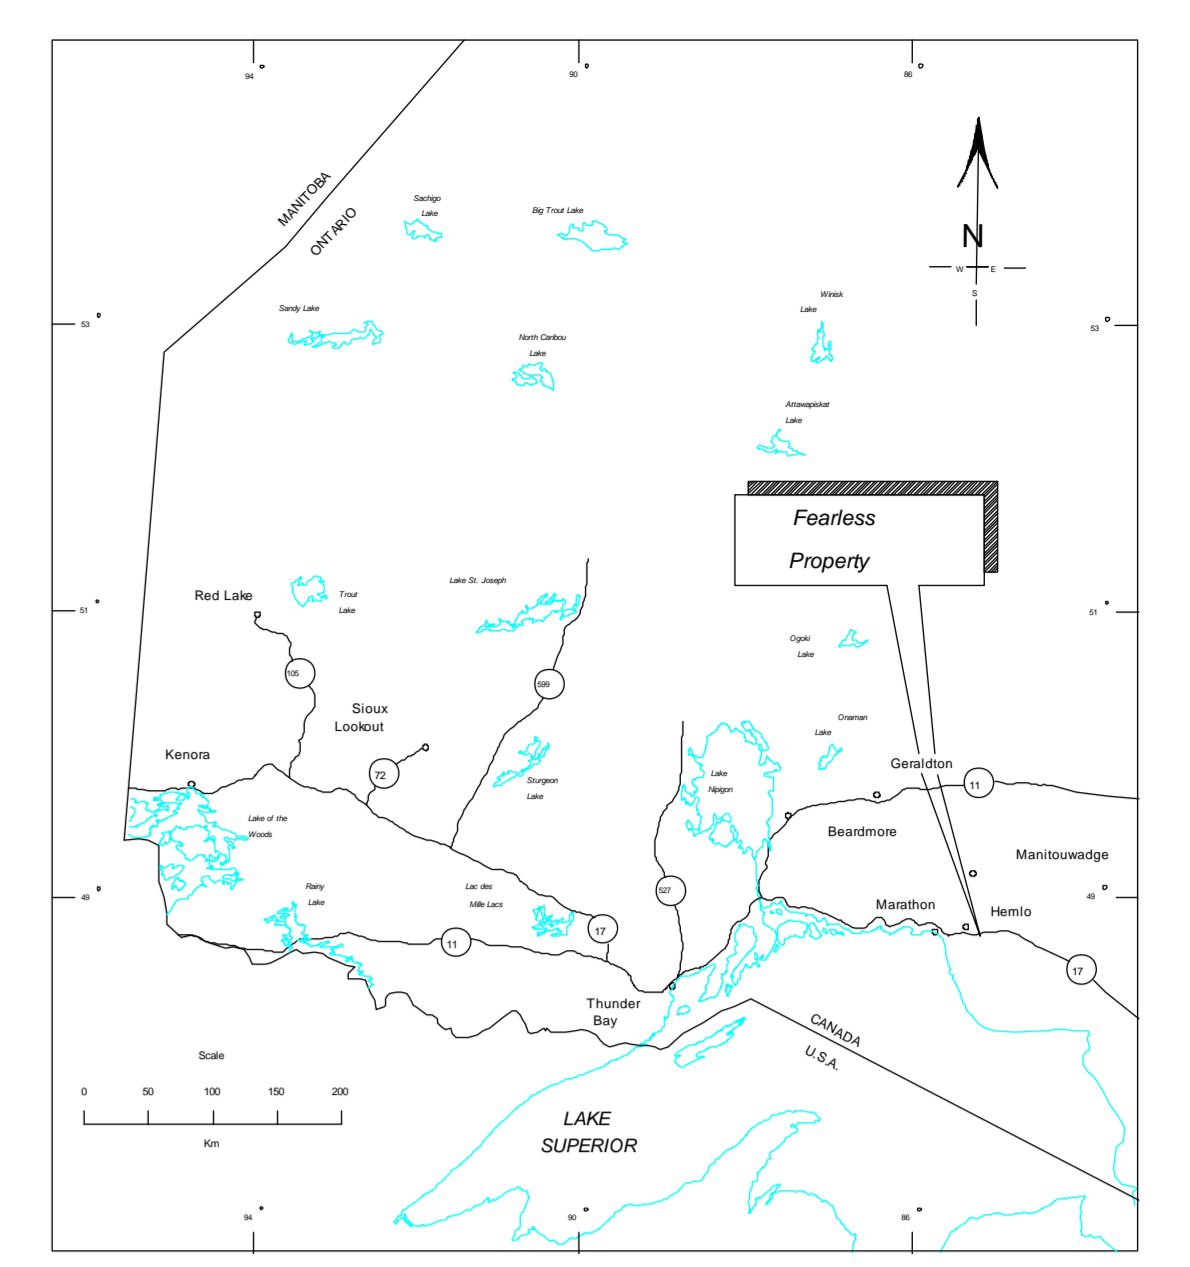 94°
90°
86°
MANITOBA
ONTARIO
Sachigo
Lake
Big Trout Lake
N
W E
S
Winisk
Lake
Sandy Lake
53°
53°
North Caribou
Lake
Attawapiskat
Lake
Fearless
Property
Lake St. Joseph
Red Lake
Trout
Lake
51°
51°
Ogoki
Lake
105
599
Sioux
Lookout
Onaman
Lake
Kenora
72
Sturgeon
Lake
Lake
Nipigon
Geraldton
11
Lake of the
Woods
Beardmore
Manitouwadge
49°
49°
Rainy
Lake
Lac des
Mille Lacs
527
Marathon
Hemlo
17
11
17
Thunder
Bay
CANADA
U.S.A.
Scale
0 50 100 150 200
Km
LAKE
SUPERIOR
94°
90°
86°